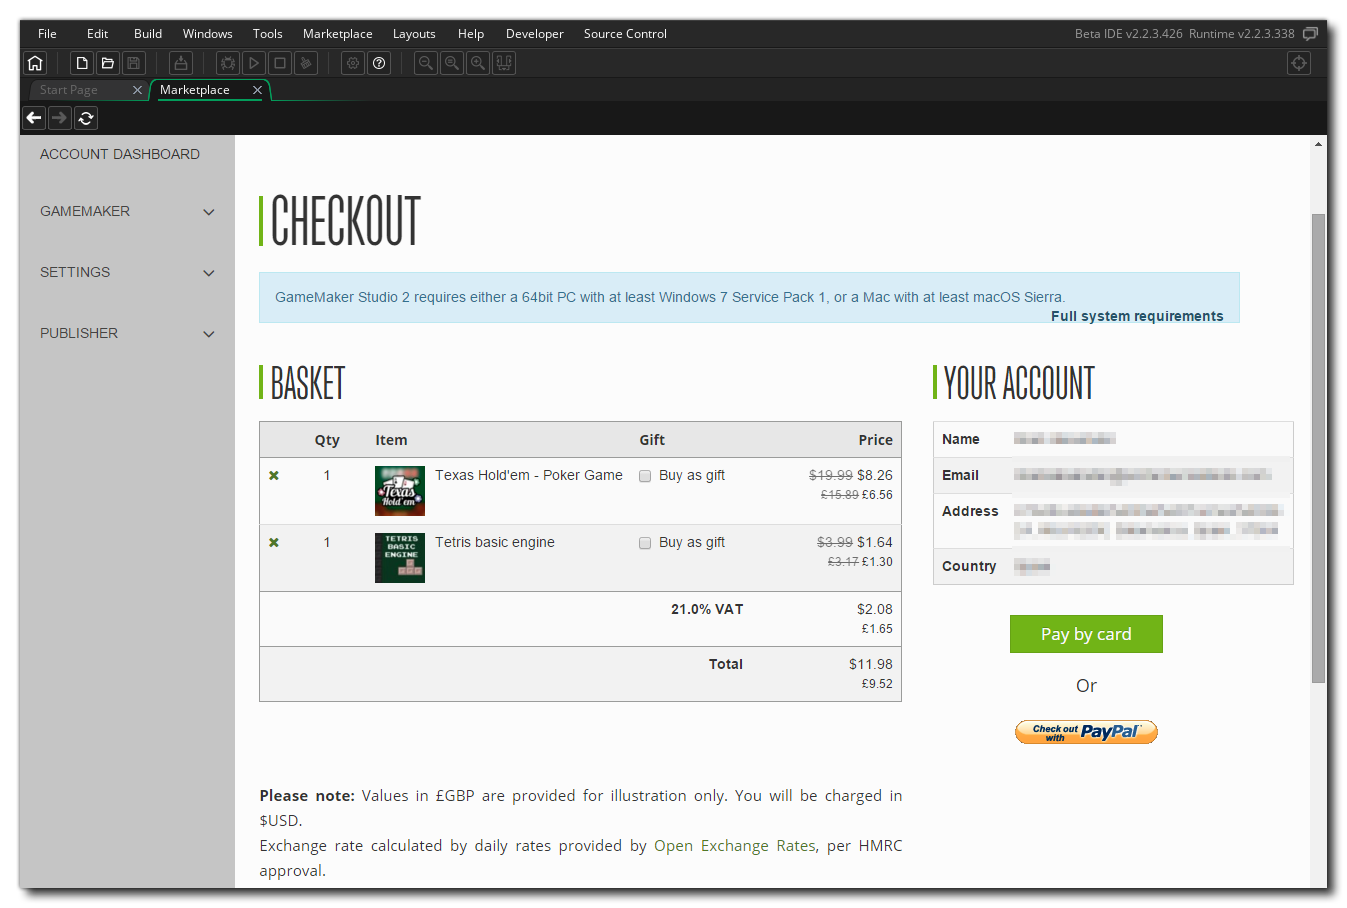 File Edit Build Windows Tools Marketplace Layouts Help Developer Source Control Beta IDE v2.2.3.426 Runtime v2.2.3.338
Start Page Marketplace
ACCOUNT DASHBOARD
GAMEMAKER
SETTINGS
PUBLISHER
CHECKOUT
GameMaker Studio 2 requires either a 64bit PC with at least Windows 7 Service Pack 1, or a Mac with at least macOS Sierra.
Full system requirements
BASKET
Qty Item Gift Price
1 Texas Hold'em - Poker Game Buy as gift $19.99 $8.26
£15.89 £6.56
Texas
Hold'em
1 Tetris basic engine Buy as gift $3.99 $1.64
£3.17 £1.30
TETRIS
BASIC
ENGINE
21.0% VAT $2.08
£1.65
Total $11.98
£9.52
Please note: Values in £GBP are provided for illustration only. You will be charged in
$USD.
Exchange rate calculated by daily rates provided by Open Exchange Rates, per HMRC
approval.
YOUR ACCOUNT
Name
Email
Address
Country
Pay by card
Or
Check out
with PayPal